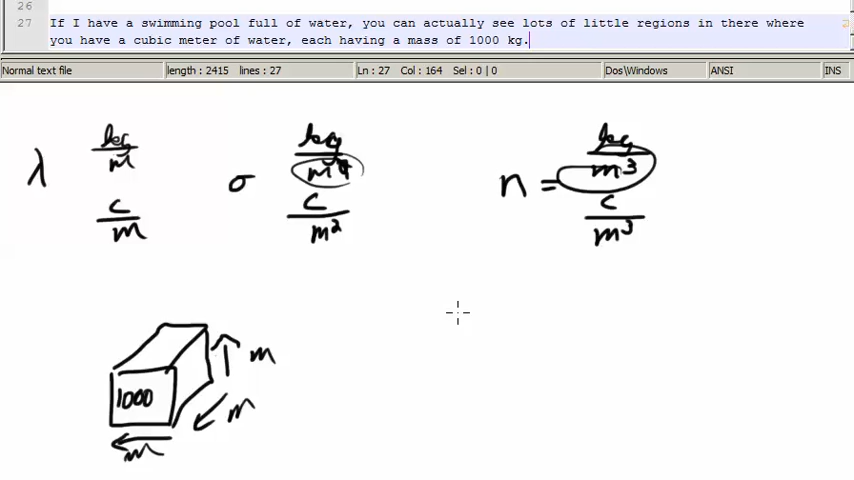 26
27 If I have a swimming pool full of water, you can actually see lots of little regions in there where
you have a cubic meter of water, each having a mass of 1000 kg.
Normal text file length : 2415 lines : 27 Ln : 27 Col : 164 Sel : 0 | 0 Dos\Windows ANSI INS
λ kg/m σ kg/m² n = kg/m³
C/m C/m² C/m³
1000
m
m
m